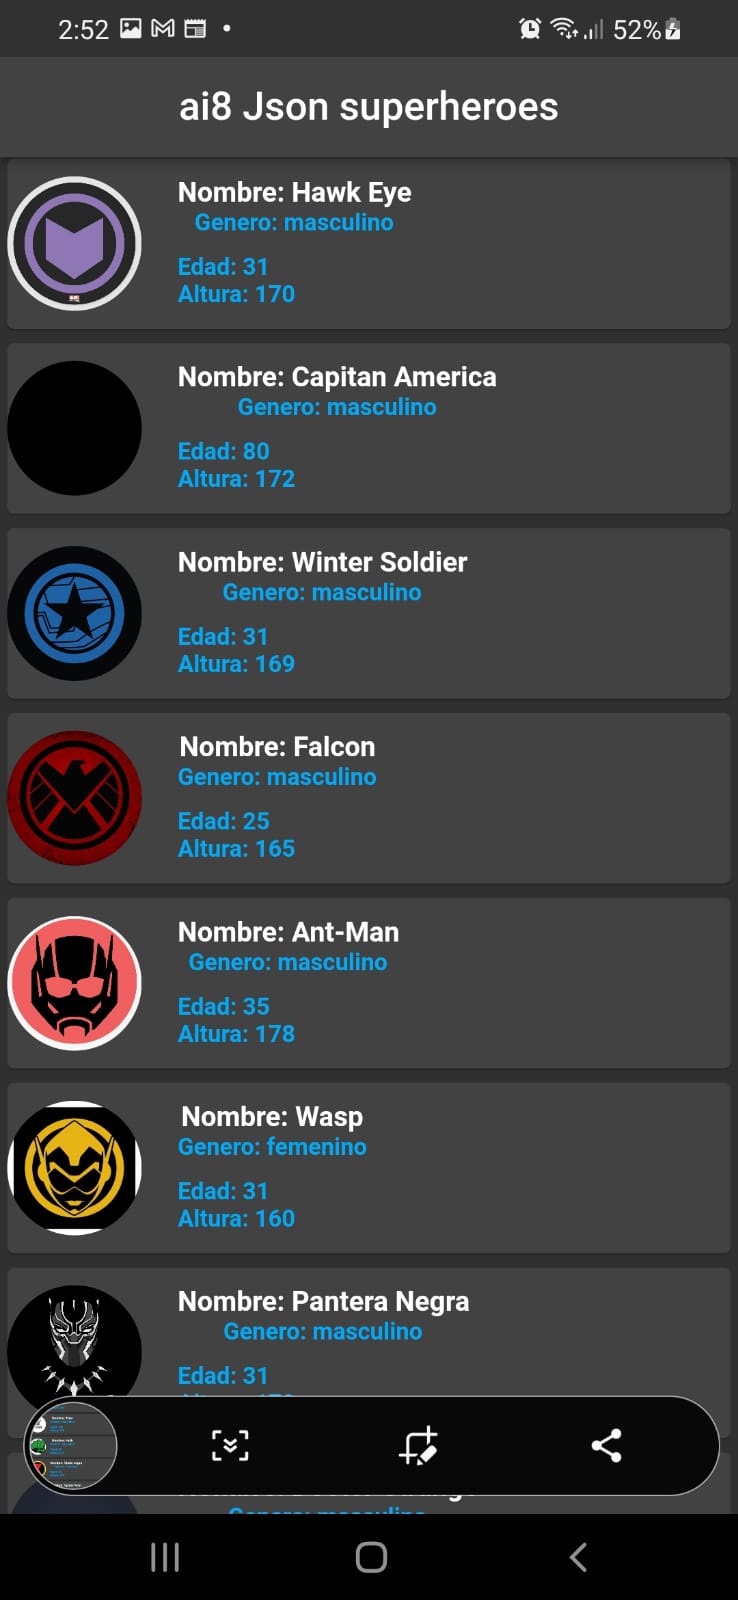 2:52
52%
ai8 Json superheroes
Nombre: Hawk Eye
Genero: masculino
Edad: 31
Altura: 170
Nombre: Capitan America
Genero: masculino
Edad: 80
Altura: 172
Nombre: Winter Soldier
Genero: masculino
Edad: 31
Altura: 169
Nombre: Falcon
Genero: masculino
Edad: 25
Altura: 165
Nombre: Ant-Man
Genero: masculino
Edad: 35
Altura: 178
Nombre: Wasp
Genero: femenino
Edad: 31
Altura: 160
Nombre: Pantera Negra
Genero: masculino
Edad: 31
Genero: masculino